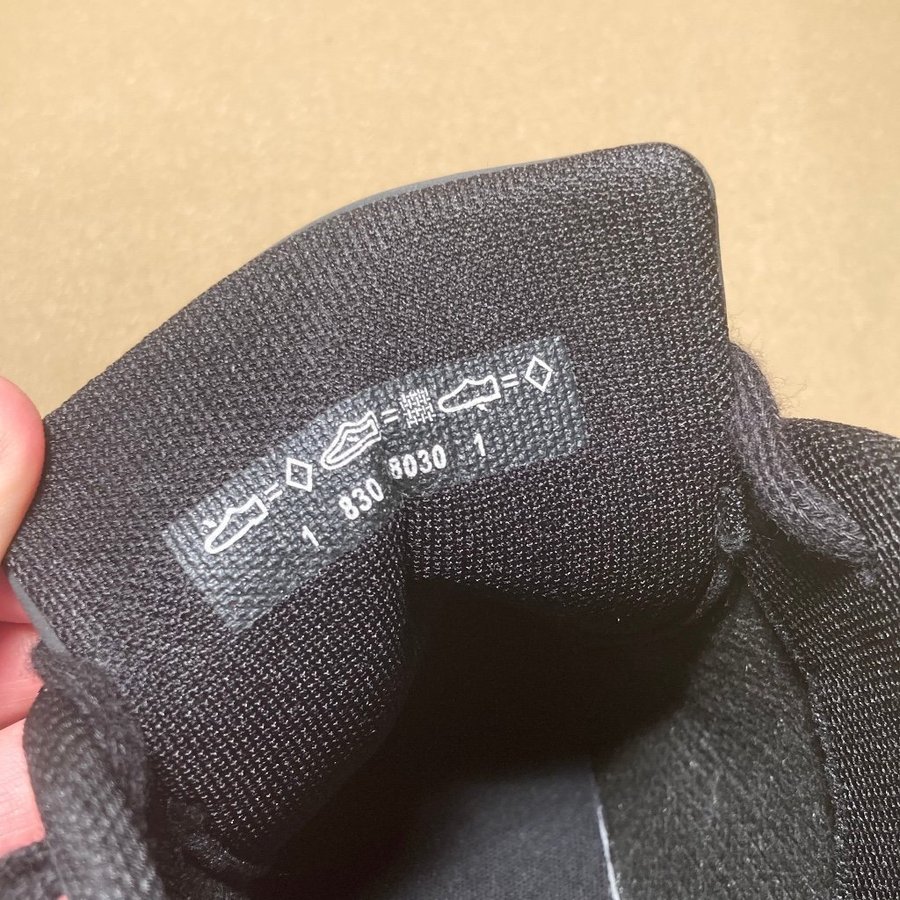 = = =
1 830 8030 1